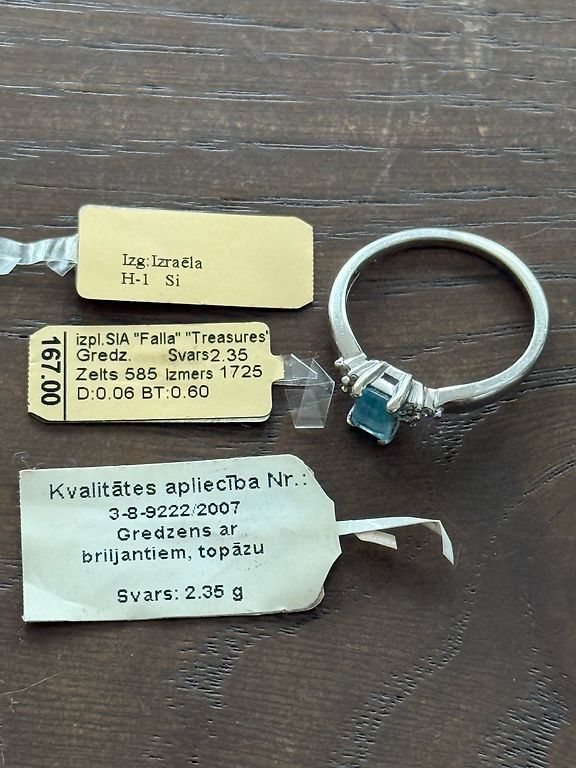 Izg:Izraēla
H-1 Si
167.00
izpl.SIA "Falla" "Treasures"
Gredz. Svars2.35
Zelts 585 Izmers 1725
D:0.06 BT:0.60
Kvalitātes apliecība Nr.:
3-8-9222/2007
Gredzens ar
briljantiem, topāzu
Svars: 2.35 g